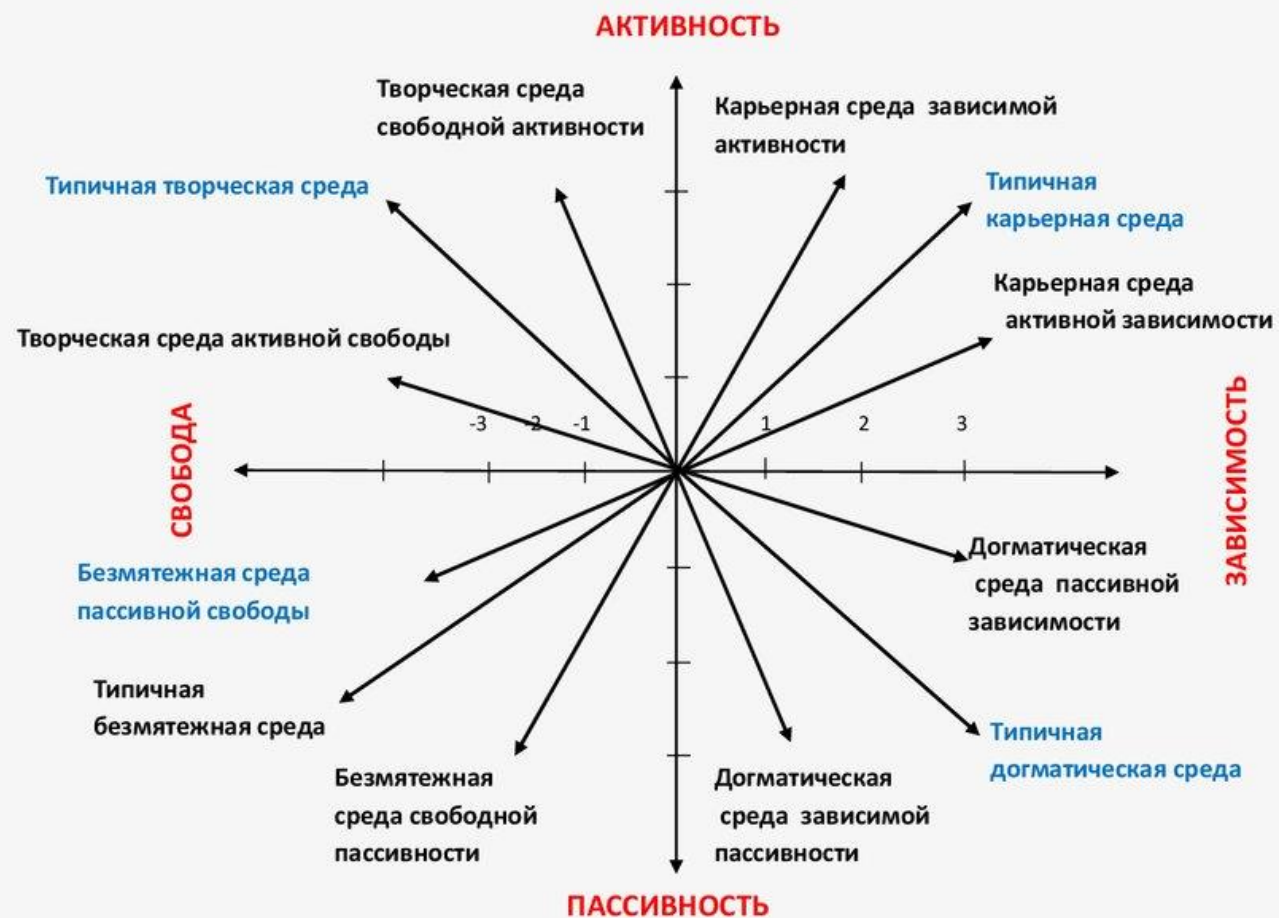 АКТИВНОСТЬ
Творческая среда
свободной активности
Карьерная среда зависимой
активности
Типичная творческая среда
Типичная
карьерная среда
Карьерная среда
активной зависимости
Творческая среда активной свободы
СВОБОДА
-3 -2 -1 1 2 3
ЗАВИСИМОСТЬ
Безмятежная среда
пассивной свободы
Догматическая
среда пассивной
зависимости
Типичная
безмятежная среда
Типичная
догматическая среда
Безмятежная
среда свободной
пассивности
Догматическая
среда зависимой
пассивности
ПАССИВНОСТЬ